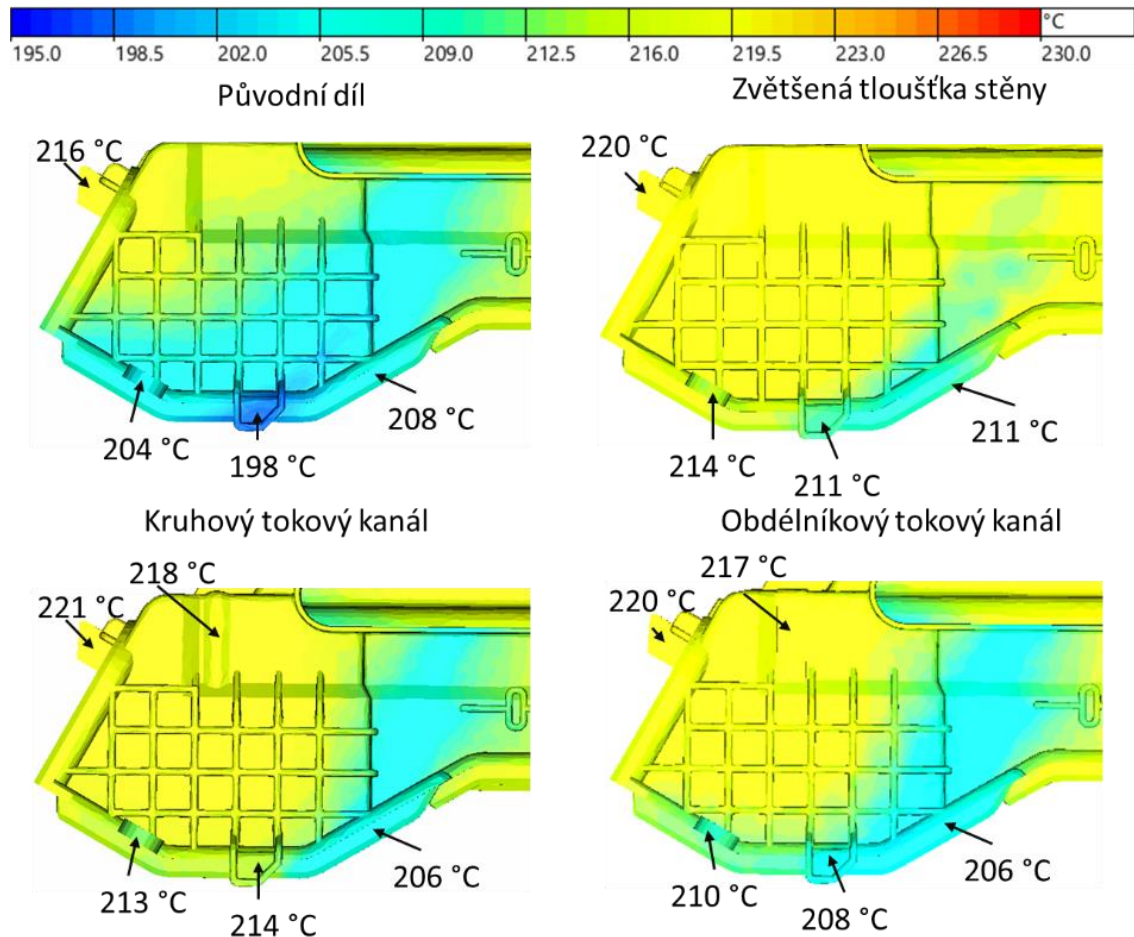 °C
195.0 198.5 202.0 205.5 209.0 212.5 216.0 219.5 223.0 226.5 230.0
Původní díl
Zvětšená tloušťka stěny
216 °C
220 °C
204 °C
198 °C
208 °C
214 °C
211 °C
211 °C
Kruhový tokový kanál
Obdélníkový tokový kanál
218 °C
221 °C
217 °C
220 °C
213 °C
214 °C
206 °C
210 °C
208 °C
206 °C